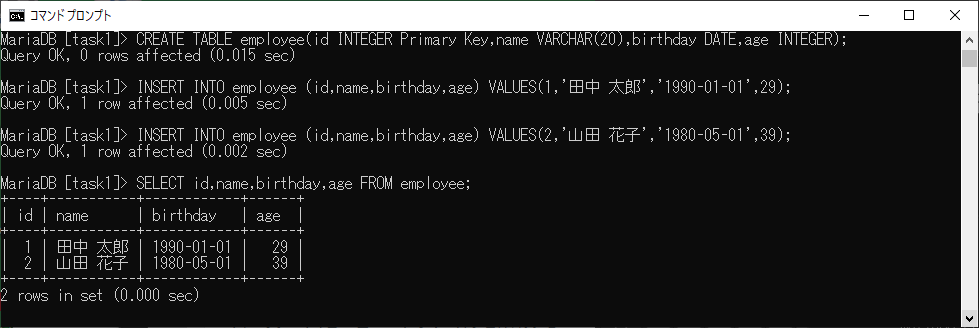 コマンドプロンプト
MariaDB [task1]> CREATE TABLE employee(id INTEGER Primary Key,name VARCHAR(20),birthday DATE,age INTEGER);
Query OK, 0 rows affected (0.015 sec)
MariaDB [task1]> INSERT INTO employee (id,name,birthday,age) VALUES(1,'田中 太郎','1990-01-01',29);
Query OK, 1 row affected (0.005 sec)
MariaDB [task1]> INSERT INTO employee (id,name,birthday,age) VALUES(2,'山田 花子','1980-05-01',39);
Query OK, 1 row affected (0.002 sec)
MariaDB [task1]> SELECT id,name,birthday,age FROM employee;
+----+-----------+------------+------+
| id | name      | birthday   | age  |
+----+-----------+------------+------+
|  1 | 田中 太郎 | 1990-01-01 |   29 |
|  2 | 山田 花子 | 1980-05-01 |   39 |
+----+-----------+------------+------+
2 rows in set (0.000 sec)